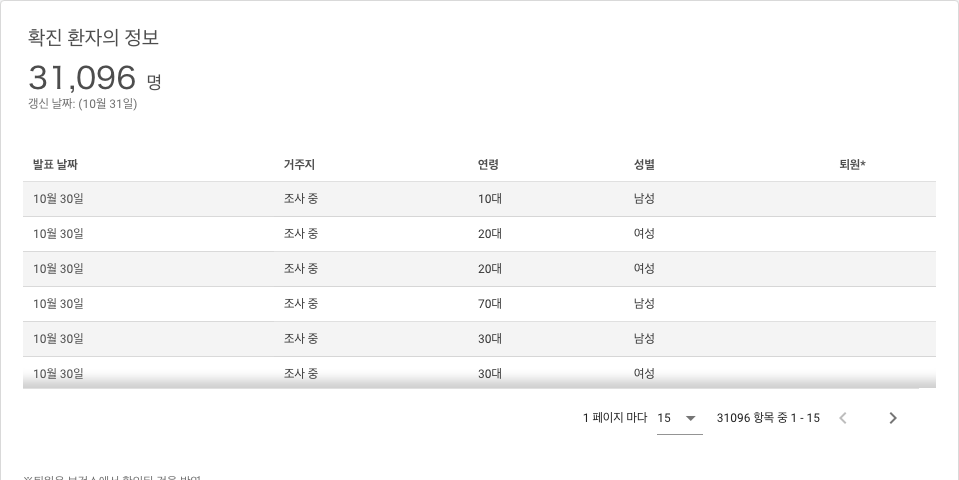 확진 환자의 정보
31,096 명
갱신 날짜: (10월 31일)
발표 날짜 거주지 연령 성별 퇴원*
10월 30일 조사 중 10대 남성
10월 30일 조사 중 20대 여성
10월 30일 조사 중 20대 여성
10월 30일 조사 중 70대 남성
10월 30일 조사 중 30대 남성
10월 30일 조사 중 30대 여성
1 페이지 마다 15 31096 항목 중 1 - 15